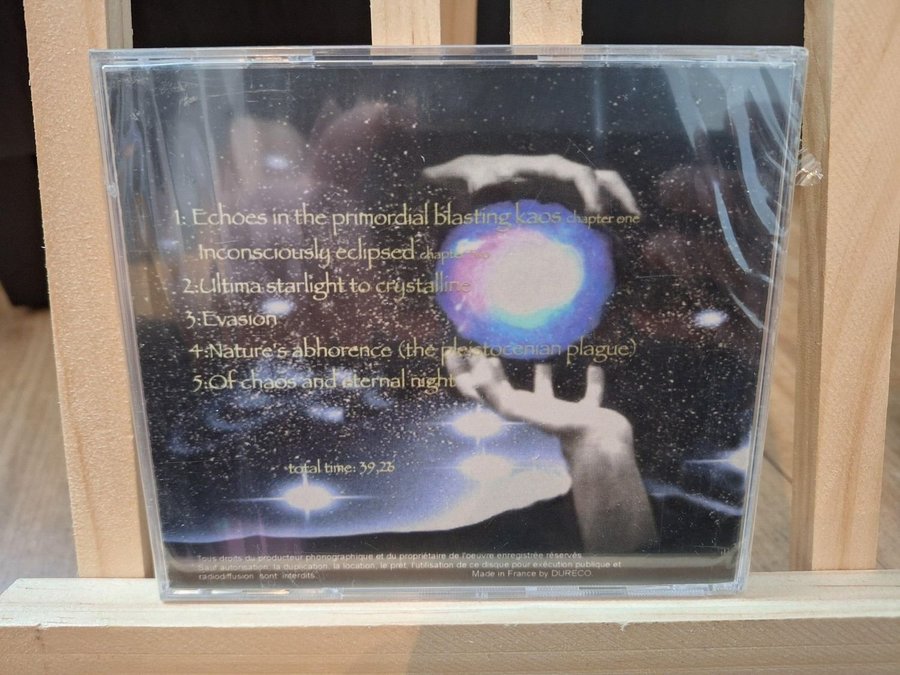 1: Echoes in the primordial blasting kaos chapter one
Inconsciously eclipsed chapter two
2:Ultima starlight to crystalline
3:Evasion
4:Nature's abhorence (the pleistocenian plague)
5:Of chaos and eternal night
total time: 39,26
Tous droits du producteur phonographique et du propriétaire de l'oeuvre enregistrée réservés.
Sauf autorisation, la duplication, la location, le prêt, l'utilisation de ce disque pour exécution publique et
radiodiffusion sont interdits. Made in France by DURECO.